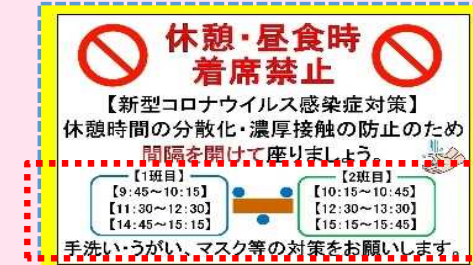 休憩・昼食時
着席禁止
【新型コロナウイルス感染症対策】
休憩時間の分散化・濃厚接触の防止のため
間隔を開けて座りましょう。
【1班目】
【9:45～10:15】
【11:30～12:30】
【14:45～15:15】
【2班目】
【10:15～10:45】
【12:30～13:30】
【15:15～15:45】
手洗い・うがい、マスク等の対策をお願いします。